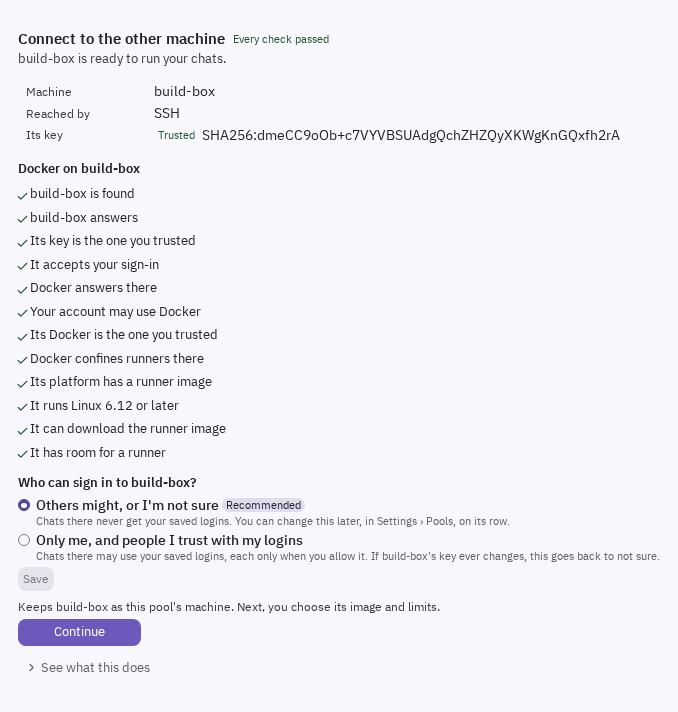 Connect to the other machine Every check passed
build-box is ready to run your chats.
Machine build-box
Reached by SSH
Its key Trusted SHA256:dmeCC9oOb+c7VYVBSUAdgQchZHZQyXKWgKnGQxfh2rA
Docker on build-box
build-box is found
build-box answers
Its key is the one you trusted
It accepts your sign-in
Docker answers there
Your account may use Docker
Its Docker is the one you trusted
Docker confines runners there
Its platform has a runner image
It runs Linux 6.12 or later
It can download the runner image
It has room for a runner
Who can sign in to build-box?
Others might, or I'm not sure Recommended
Chats there never get your saved logins. You can change this later, in Settings › Pools, on its row.
Only me, and people I trust with my logins
Chats there may use your saved logins, each only when you allow it. If build-box's key ever changes, this goes back to not sure.
Save
Keeps build-box as this pool's machine. Next, you choose its image and limits.
Continue
See what this does